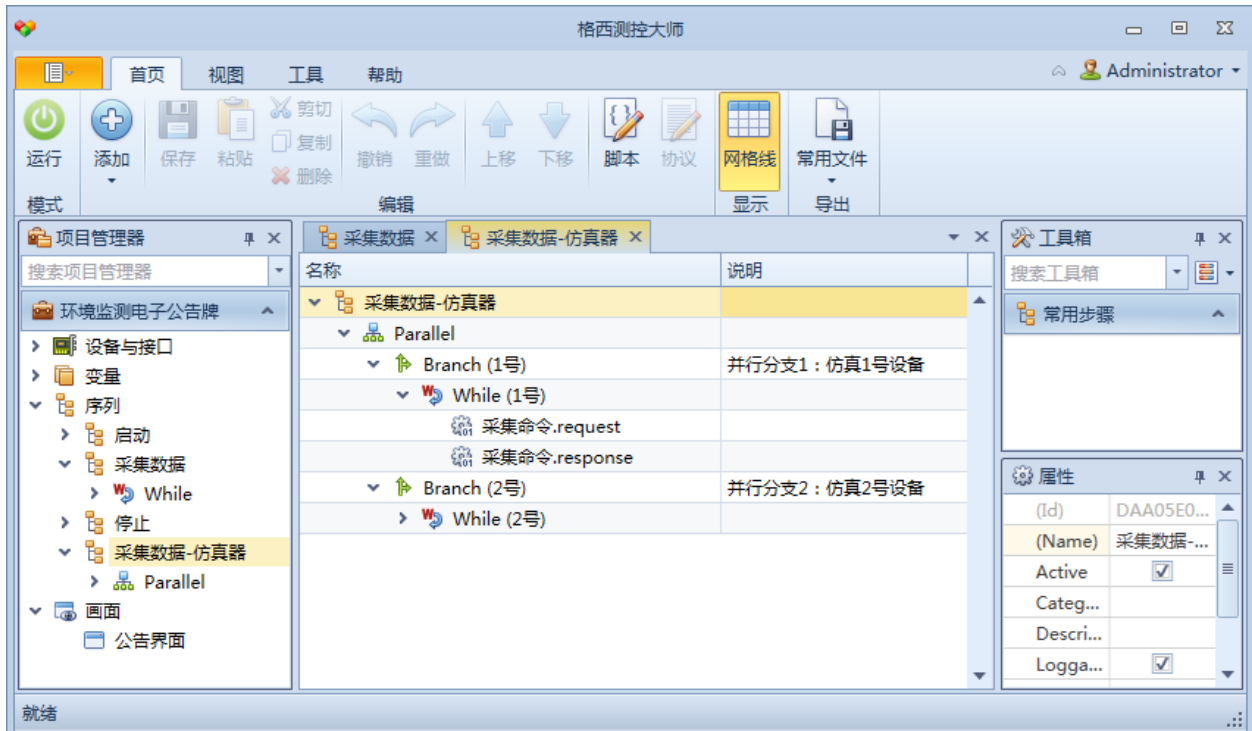 格西测控大师
首页 视图 工具 帮助 Administrator
运行 添加 保存 粘贴 剪切 复制 删除 撤销 重做 上移 下移 脚本 协议 网格线 常用文件
模式 编辑 显示 导出
项目管理器
搜索项目管理器
环境监测电子公告牌
设备与接口
变量
序列
启动
采集数据
While
停止
采集数据-仿真器
Parallel
画面
公告界面
采集数据 采集数据-仿真器
名称 说明
采集数据-仿真器
Parallel
Branch (1号) 并行分支1：仿真1号设备
While (1号)
采集命令.request
采集命令.response
Branch (2号) 并行分支2：仿真2号设备
While (2号)
工具箱
搜索工具箱
常用步骤
属性
(Id) DAA05E0...
(Name) 采集数据-...
Active
Categ...
Descri...
Logga...
就绪